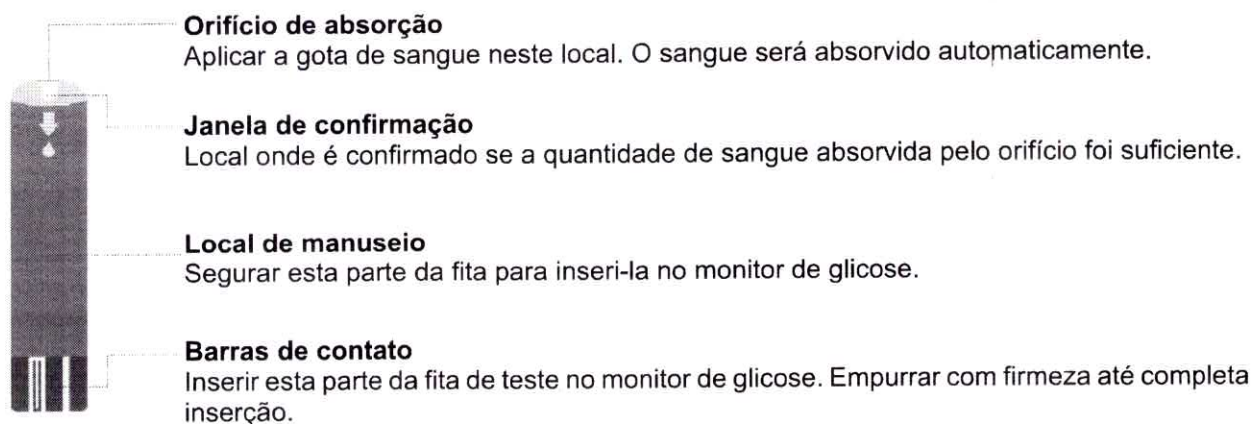 Orifício de absorção
Aplicar a gota de sangue neste local. O sangue será absorvido automaticamente.
Janela de confirmação
Local onde é confirmado se a quantidade de sangue absorvida pelo orifício foi suficiente.
Local de manuseio
Segurar esta parte da fita para inseri-la no monitor de glicose.
Barras de contato
Inserir esta parte da fita de teste no monitor de glicose. Empurrar com firmeza até completa
inserção.